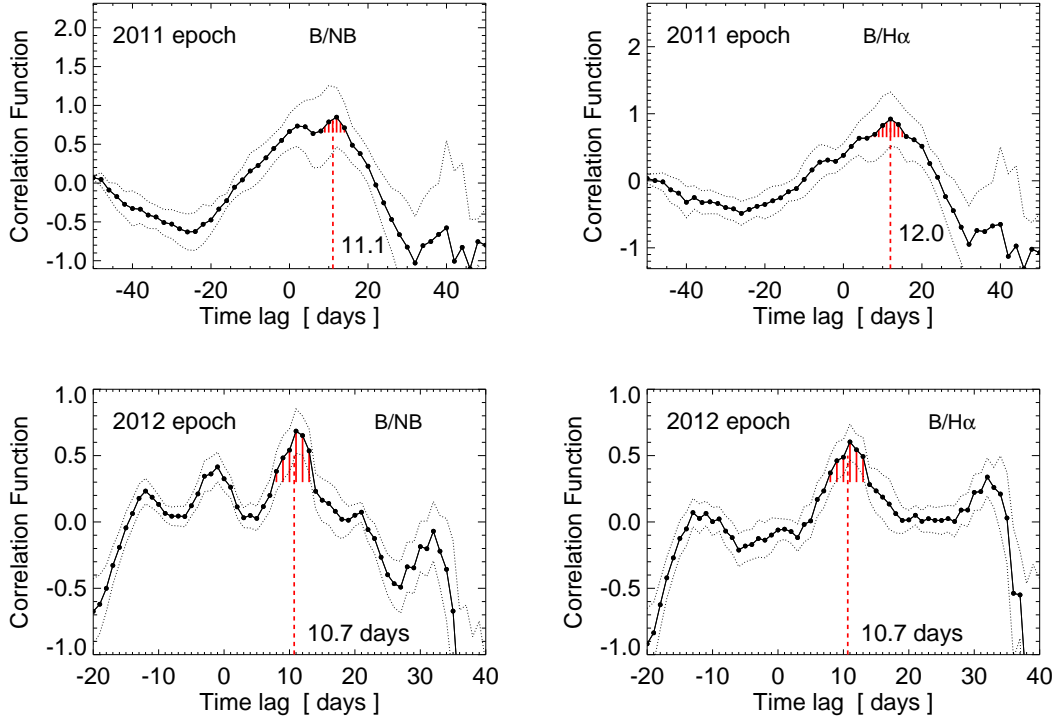 2011 epoch B/NB
2.0
1.5
1.0
0.5
0.0
-0.5
-1.0
Correlation Function
11.1
-40 -20 0 20 40
Time lag [ days ]
2011 epoch B/Hα
2
1
0
-1
Correlation Function
12.0
-40 -20 0 20 40
Time lag [ days ]
2012 epoch B/NB
1.0
0.5
0.0
-0.5
-1.0
Correlation Function
10.7 days
-20 -10 0 10 20 30 40
Time lag [ days ]
2012 epoch B/Hα
1.0
0.5
0.0
-0.5
-1.0
Correlation Function
10.7 days
-20 -10 0 10 20 30 40
Time lag [ days ]